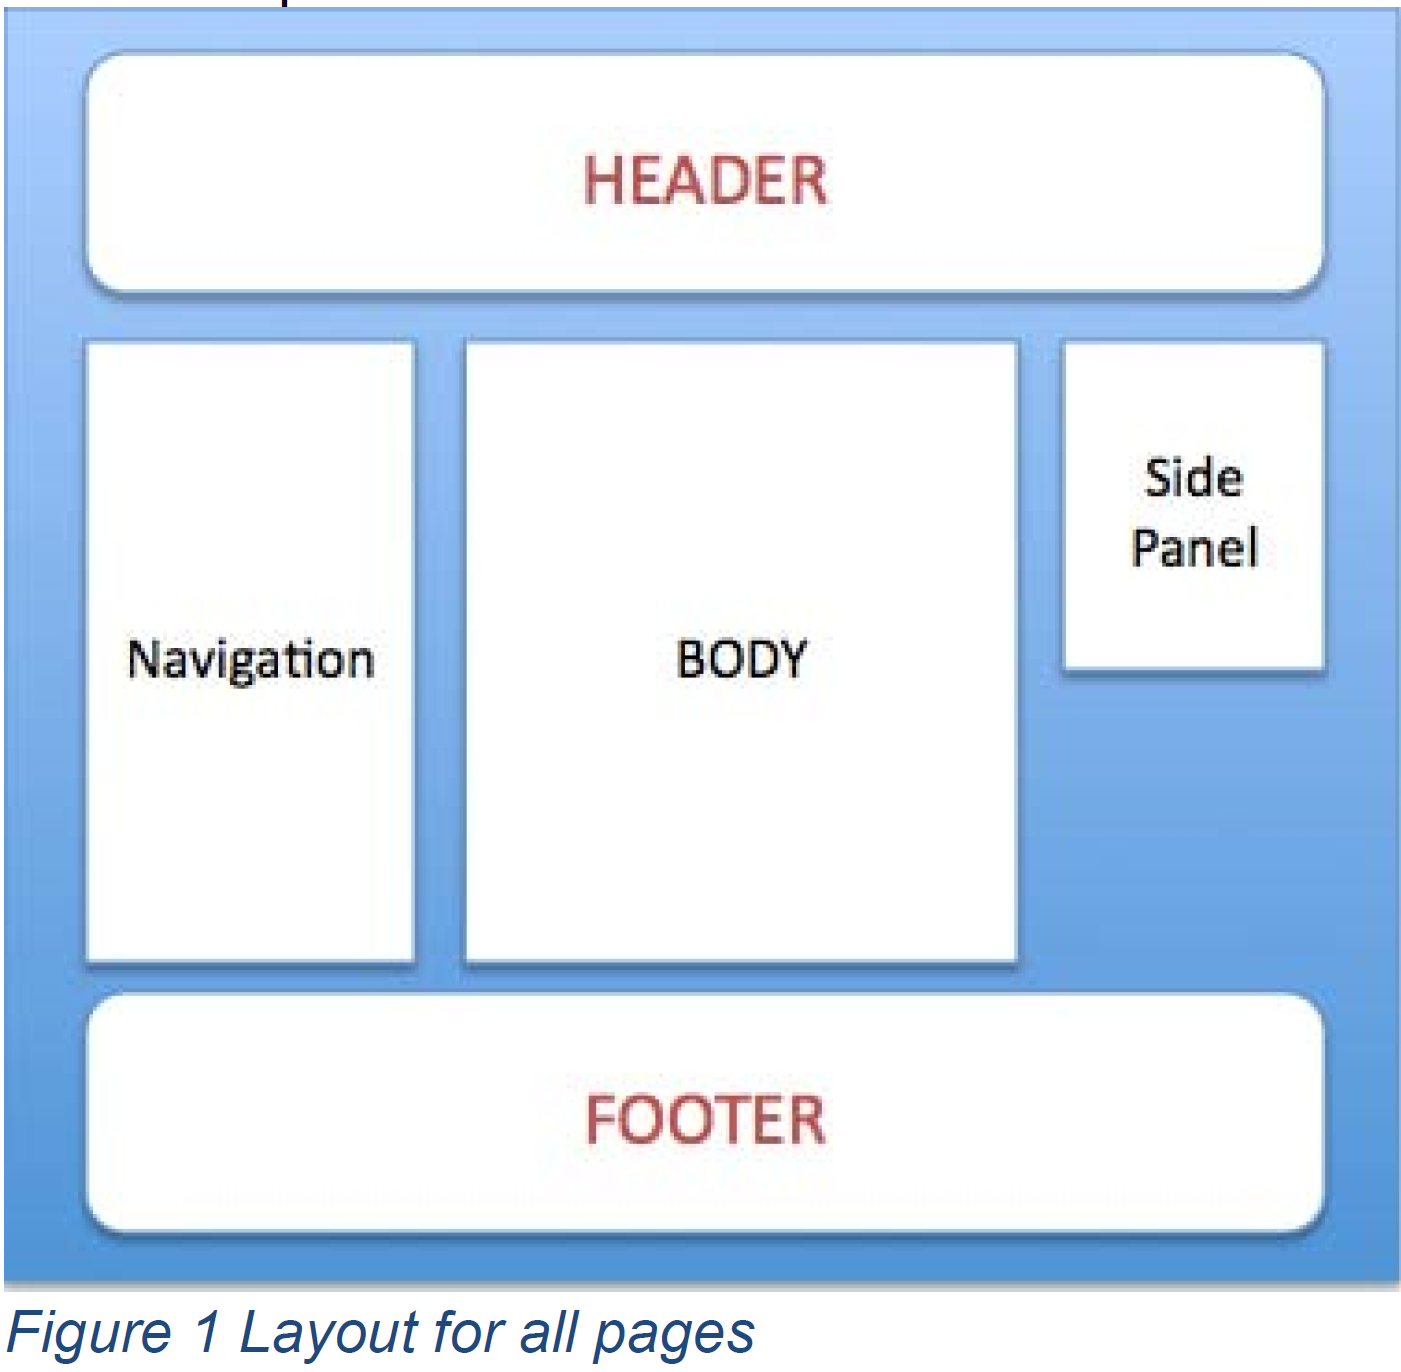 HEADER
Navigation
BODY
Side
Panel
FOOTER
Figure 1 Layout for all pages